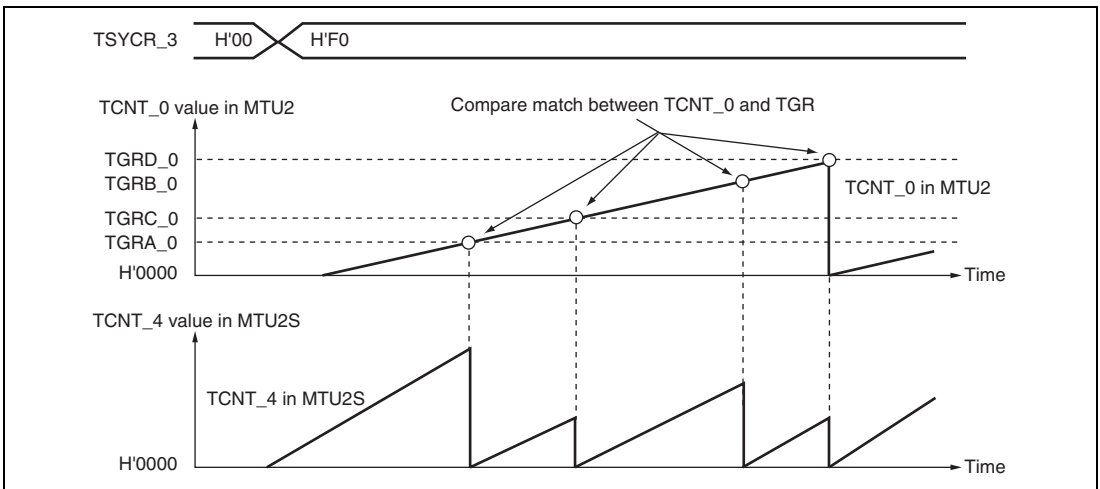 TSYCR_3 H'00 H'F0
TCNT_0 value in MTU2
Compare match between TCNT_0 and TGR
TGRD_0
TGRB_0
TCNT_0 in MTU2
TGRC_0
TGRA_0
H'0000
Time
TCNT_4 value in MTU2S
TCNT_4 in MTU2S
H'0000
Time